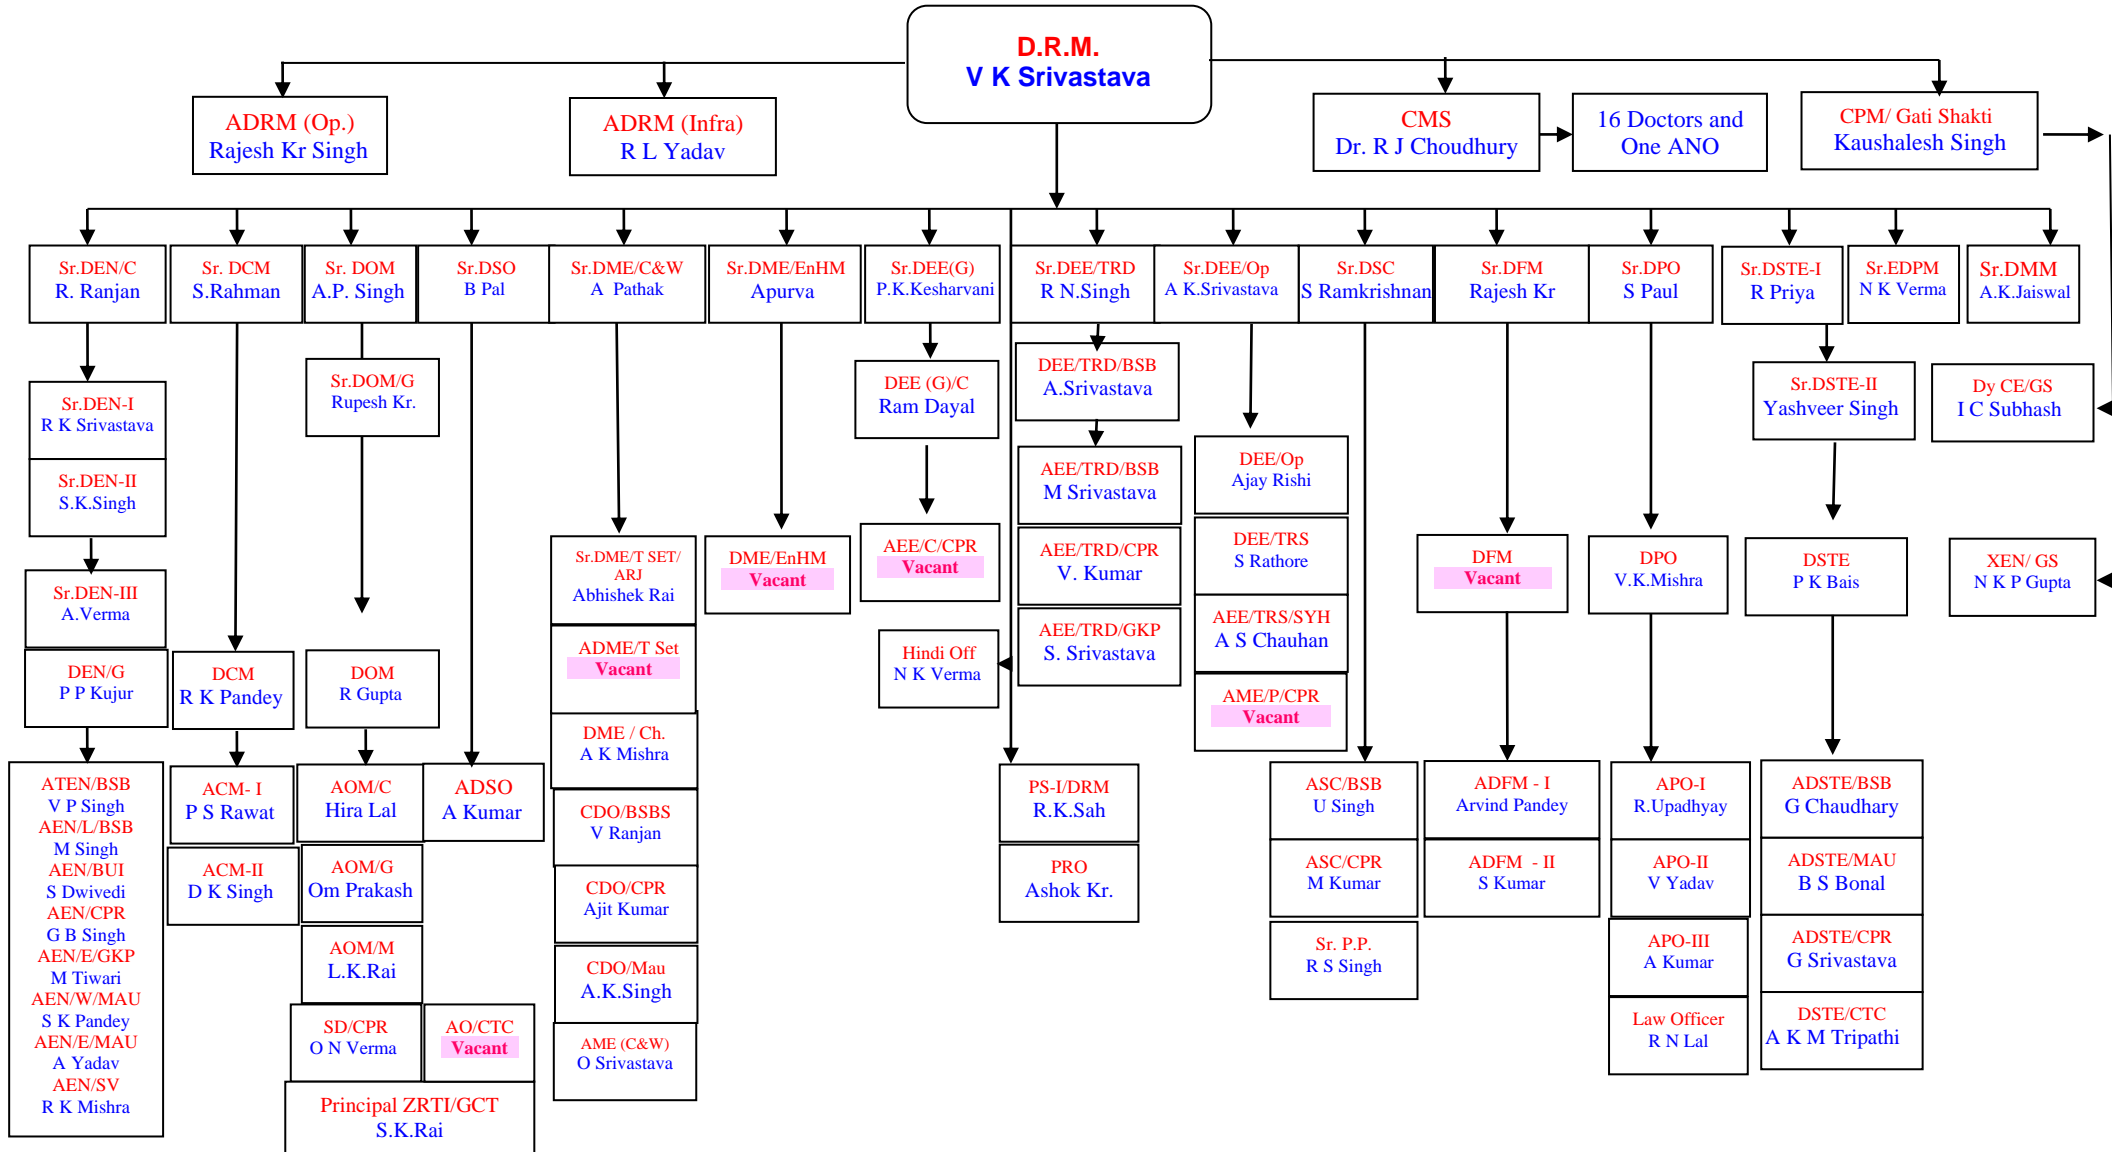 D.R.M.
V K Srivastava
ADRM (Op.)
Rajesh Kr Singh
ADRM (Infra)
R L Yadav
CMS
Dr. R J Choudhury
16 Doctors and
One ANO
CPM/ Gati Shakti
Kaushalesh Singh
Sr.DEN/C
R. Ranjan
Sr. DCM
S.Rahman
Sr. DOM
A.P. Singh
Sr.DSO
B Pal
Sr.DME/C&W
A Pathak
Sr.DME/EnHM
Apurva
Sr.DEE(G)
P.K.Kesharvani
Sr.DEE/TRD
R N.Singh
Sr.DEE/Op
A K.Srivastava
Sr.DSC
S Ramkrishnan
Sr.DFM
Rajesh Kr
Sr.DPO
S Paul
Sr.DSTE-I
R Priya
Sr.EDPM
N K Verma
Sr.DMM
A.K.Jaiswal
Sr.DEN-I
R K Srivastava
Sr.DEN-II
S.K.Singh
Sr.DEN-III
A.Verma
DEN/G
P P Kujur
ATEN/BSB
V P Singh
AEN/L/BSB
M Singh
AEN/BUI
S Dwivedi
AEN/CPR
G B Singh
AEN/E/GKP
M Tiwari
AEN/W/MAU
S K Pandey
AEN/E/MAU
A Yadav
AEN/SV
R K Mishra
DCM
R K Pandey
ACM- I
P S Rawat
ACM-II
D K Singh
Sr.DOM/G
Rupesh Kr.
DOM
R Gupta
AOM/C
Hira Lal
AOM/G
Om Prakash
AOM/M
L.K.Rai
SD/CPR
O N Verma
AO/CTC
Vacant
Principal ZRTI/GCT
S.K.Rai
ADSO
A Kumar
Sr.DME/T SET/
ARJ
Abhishek Rai
ADME/T Set
Vacant
DME / Ch.
A K Mishra
CDO/BSBS
V Ranjan
CDO/CPR
Ajit Kumar
CDO/Mau
A.K.Singh
AME (C&W)
O Srivastava
DME/EnHM
Vacant
DEE (G)/C
Ram Dayal
AEE/C/CPR
Vacant
Hindi Off
N K Verma
PS-I/DRM
R.K.Sah
PRO
Ashok Kr.
DEE/TRD/BSB
A.Srivastava
AEE/TRD/BSB
M Srivastava
AEE/TRD/CPR
V. Kumar
AEE/TRD/GKP
S. Srivastava
DEE/Op
Ajay Rishi
DEE/TRS
S Rathore
AEE/TRS/SYH
A S Chauhan
AME/P/CPR
Vacant
ASC/BSB
U Singh
ASC/CPR
M Kumar
Sr. P.P.
R S Singh
DFM
Vacant
ADFM - I
Arvind Pandey
ADFM - II
S Kumar
DPO
V.K.Mishra
APO-I
R.Upadhyay
APO-II
V Yadav
APO-III
A Kumar
Law Officer
R N Lal
Sr.DSTE-II
Yashveer Singh
DSTE
P K Bais
ADSTE/BSB
G Chaudhary
ADSTE/MAU
B S Bonal
ADSTE/CPR
G Srivastava
DSTE/CTC
A K M Tripathi
Dy CE/GS
I C Subhash
XEN/ GS
N K P Gupta